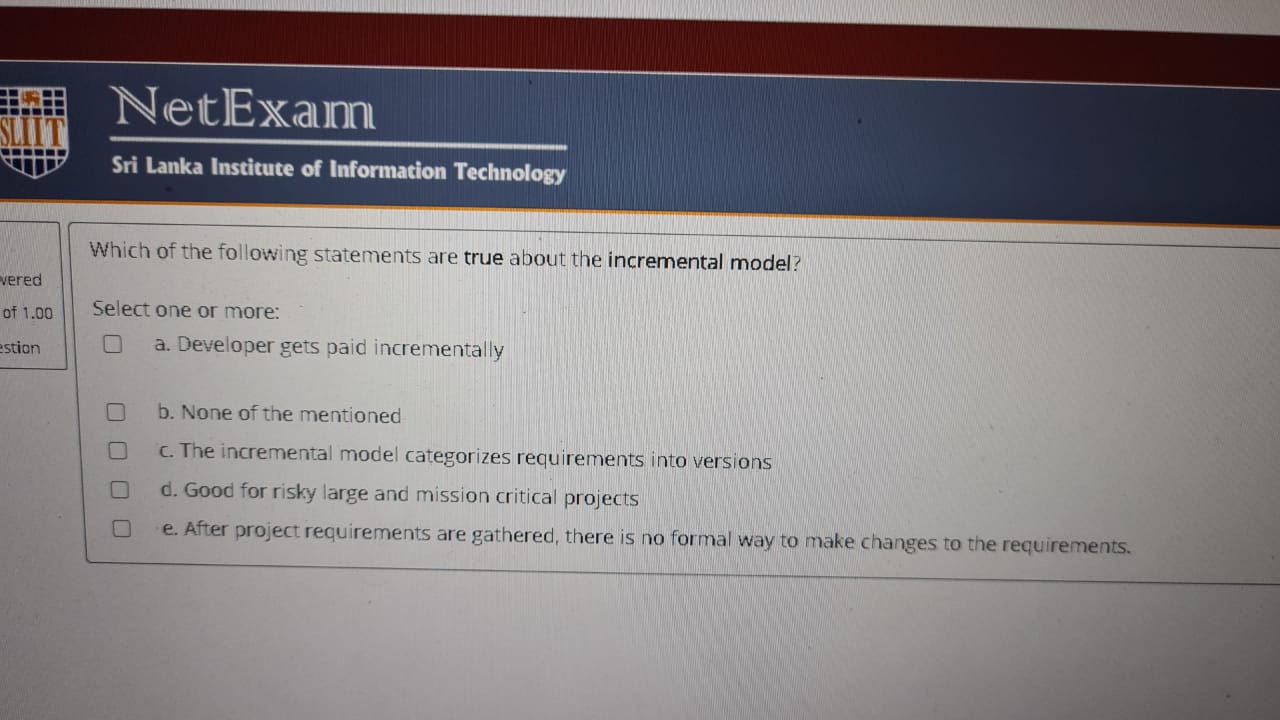 SLIIT
NetExam
Sri Lanka Institute of Information Technology
vered
of 1.00
estion
Which of the following statements are true about the incremental model?
Select one or more:
a. Developer gets paid incrementally
b. None of the mentioned
c. The incremental model categorizes requirements into versions
d. Good for risky large and mission critical projects
e. After project requirements are gathered, there is no formal way to make changes to the requirements.